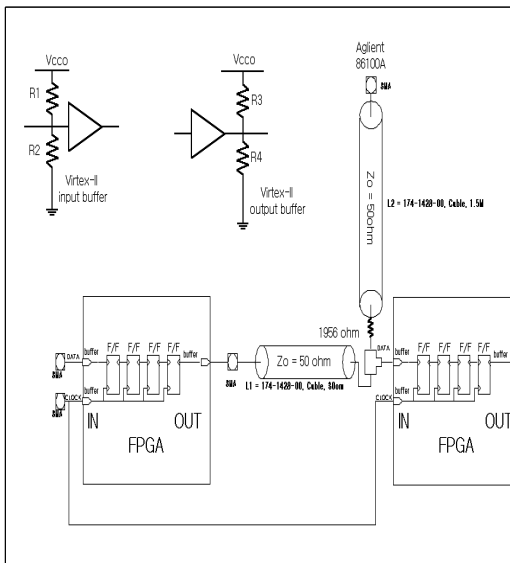 Vcco
R1
R2
Virtex-II
input buffer
Vcco
R3
R4
Virtex-II
output buffer
Aglient
86100A
SMA
Zo = 50ohm
L2 = 174-1428-00, Cable, 1.5M
1956 ohm
F/F F/F F/F F/F
buffer
buffer
DATA
SMA
buffer
CLOCK
SMA
IN
OUT
FPGA
SMA
Zo = 50 ohm
L1 = 174-1428-00, Cable, 30cm
DATA
buffer
F/F F/F F/F F/F
buffer
CLOCK
IN
OUT
FPGA